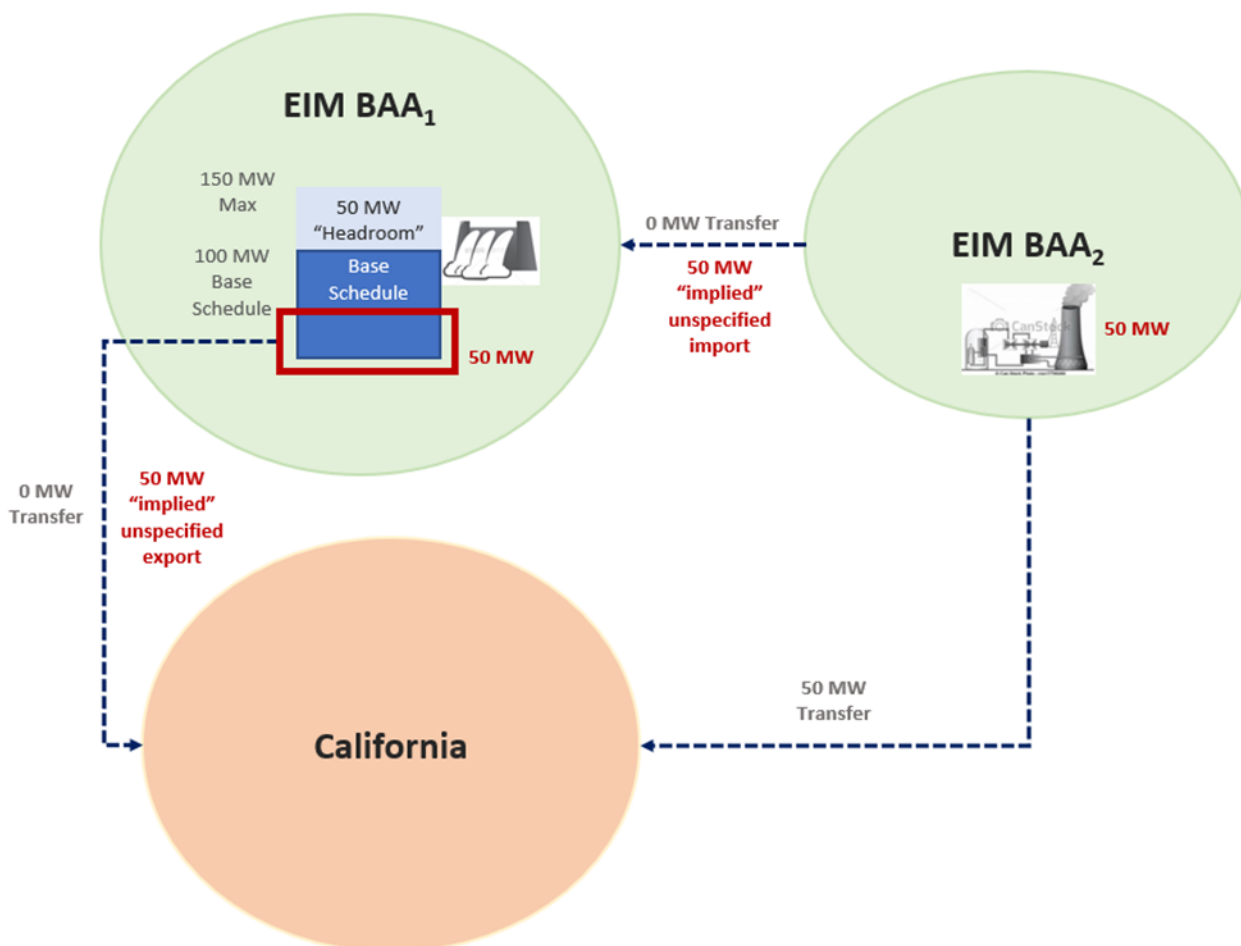 EIM BAA₁
150 MW
Max
50 MW
“Headroom”
100 MW
Base
Schedule
Base
Schedule
50 MW
0 MW Transfer
50 MW
“implied”
unspecified
import
EIM BAA₂
CanStock
50 MW
0 MW
Transfer
50 MW
“implied”
unspecified
export
50 MW
Transfer
California